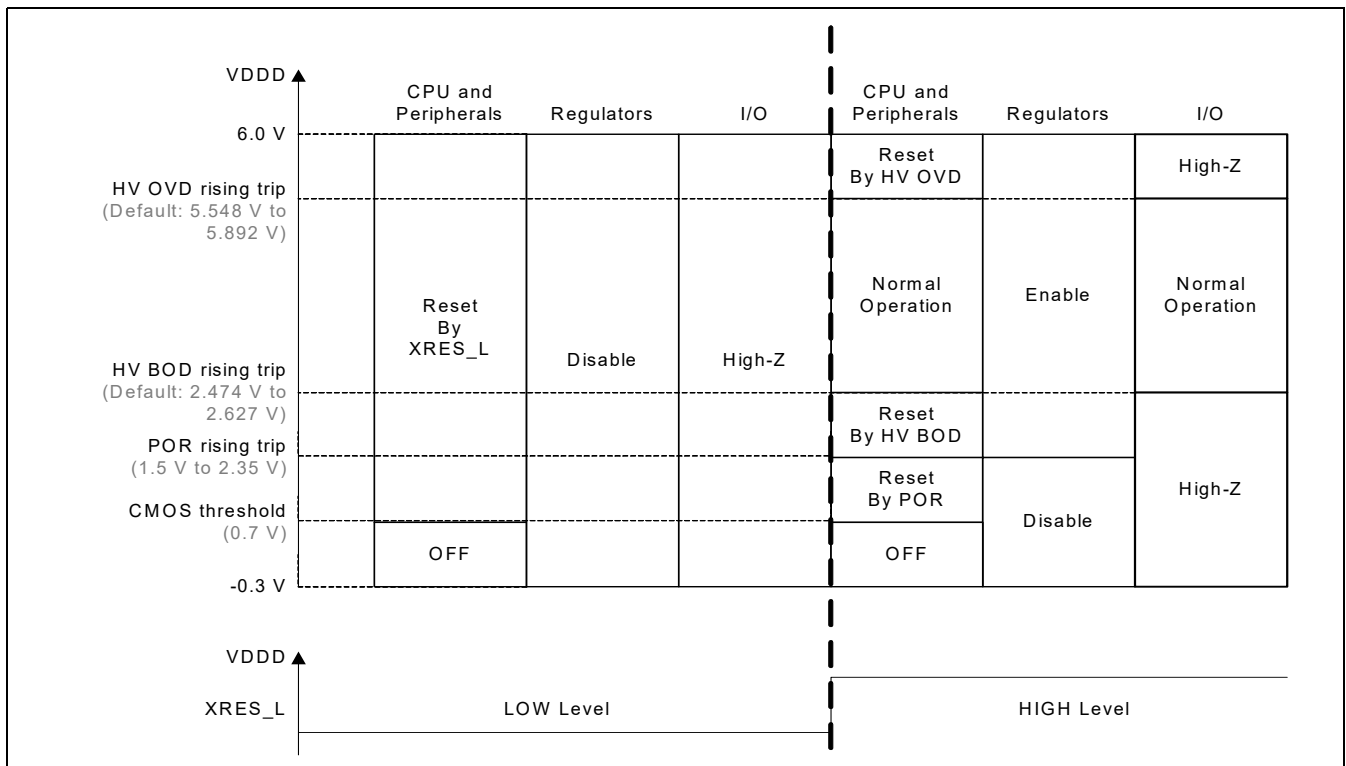 VDDD
CPU and
Peripherals
Regulators
I/O
CPU and
Peripherals
Regulators
I/O
6.0 V
Reset
By HV OVD
High-Z
HV OVD rising trip
(Default: 5.548 V to
5.892 V)
Reset
By
XRES_L
Disable
High-Z
Normal
Operation
Enable
Normal
Operation
HV BOD rising trip
(Default: 2.474 V to
2.627 V)
Reset
By HV BOD
POR rising trip
(1.5 V to 2.35 V)
Reset
By POR
Disable
High-Z
CMOS threshold
(0.7 V)
OFF
OFF
-0.3 V
VDDD
XRES_L
LOW Level
HIGH Level